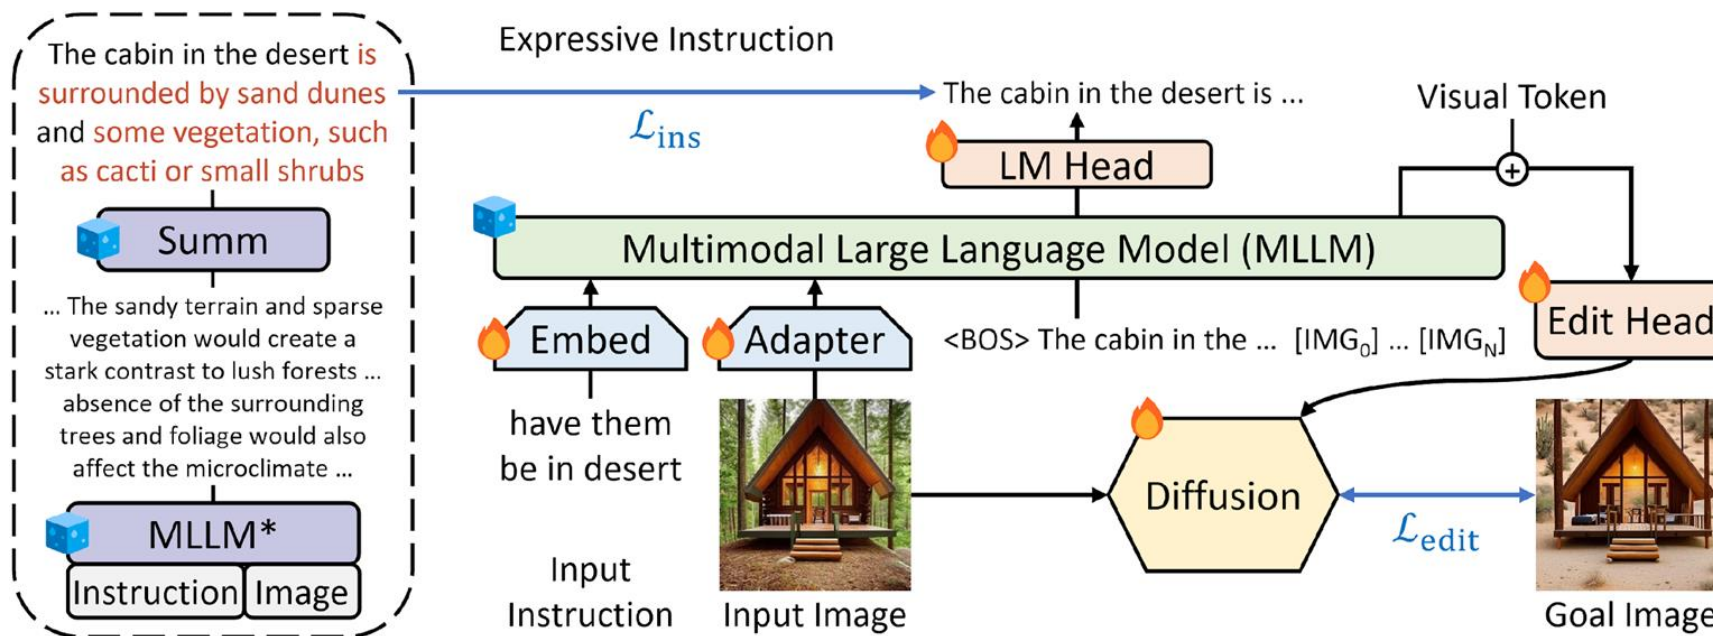 The cabin in the desert is
surrounded by sand dunes
and some vegetation, such
as cacti or small shrubs
Summ
... The sandy terrain and sparse
vegetation would create a
stark contrast to lush forests ...
absence of the surrounding
trees and foliage would also
affect the microclimate ...
MLLM*
Instruction
Image
Expressive Instruction
ℒins
The cabin in the desert is ...
LM Head
Visual Token
+
Multimodal Large Language Model (MLLM)
Embed
Adapter
<BOS> The cabin in the ... [IMG₀] ... [IMG_N]
Edit Head
have them
be in desert
Diffusion
ℒedit
Input
Instruction
Input Image
Goal Image